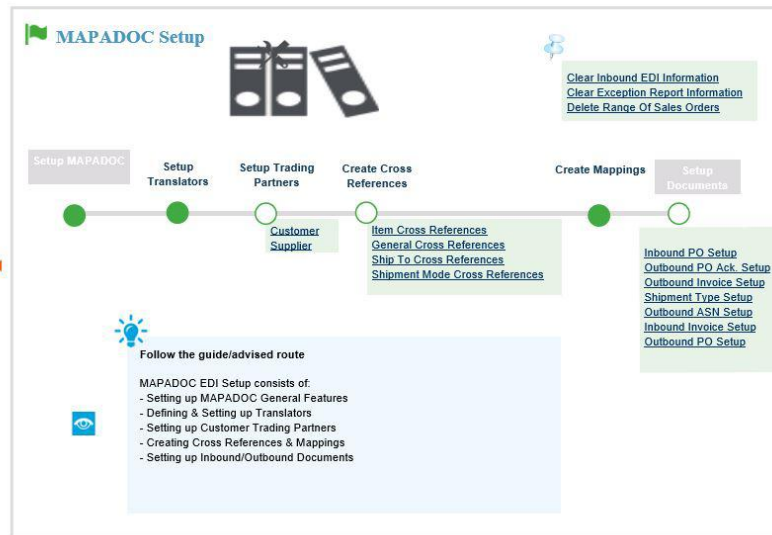 MAPADOC Setup
Clear Inbound EDI Information
Clear Exception Report Information
Delete Range Of Sales Orders
Setup MAPADOC
Setup
Translators
Setup Trading
Partners
Create Cross
References
Create Mappings
Setup
Documents
Customer
Supplier
Item Cross References
General Cross References
Ship To Cross References
Shipment Mode Cross References
Inbound PO Setup
Outbound PO Ack. Setup
Outbound Invoice Setup
Shipment Type Setup
Outbound ASN Setup
Inbound Invoice Setup
Outbound PO Setup
Follow the guide/advised route
MAPADOC EDI Setup consists of:
- Setting up MAPADOC General Features
- Defining & Setting up Translators
- Setting up Customer Trading Partners
- Creating Cross References & Mappings
- Setting up Inbound/Outbound Documents